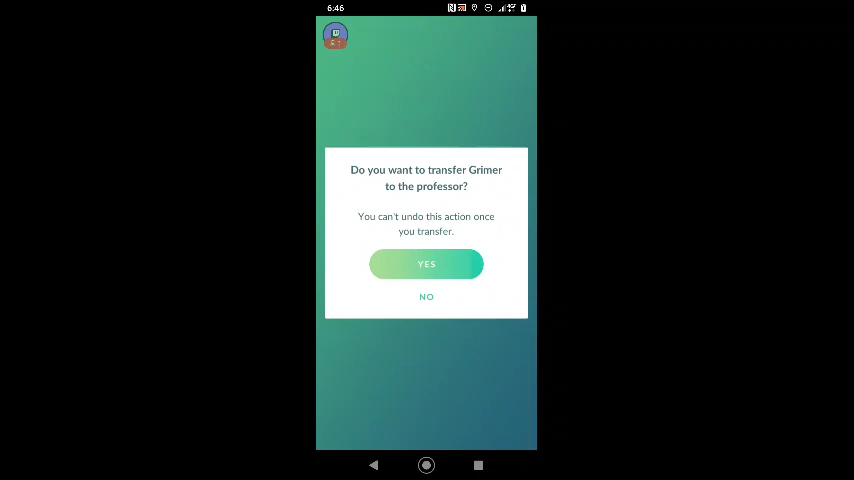 6:46
Do you want to transfer Grimer
to the professor?
You can't undo this action once
you transfer.
YES
NO